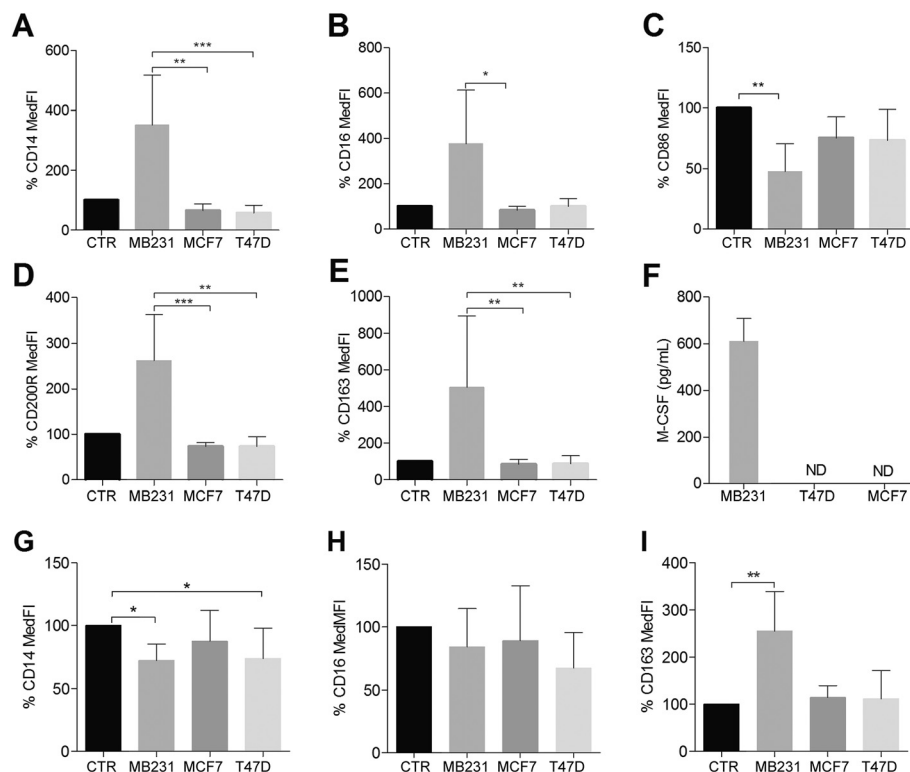 A
% CD14 MedFI
600
400
200
0
***
**
CTR MB231 MCF7 T47D
B
% CD16 MedFI
800
600
400
200
0
*
CTR MB231 MCF7 T47D
C
% CD86 MedFI
150
100
50
0
**
CTR MB231 MCF7 T47D
D
% CD200R MedFI
400
300
200
100
0
**
***
CTR MB231 MCF7 T47D
E
% CD163 MedFI
1000
800
600
400
200
0
**
**
CTR MB231 MCF7 T47D
F
M-CSF (pg/mL)
800
600
400
200
0
ND ND
MB231 T47D MCF7
G
% CD14 MedFI
150
100
50
0
*
*
CTR MB231 MCF7 T47D
H
% CD16 MedMFI
150
100
50
0
CTR MB231 MCF7 T47D
I
% CD163 MedFI
400
300
200
100
0
**
CTR MB231 MCF7 T47D